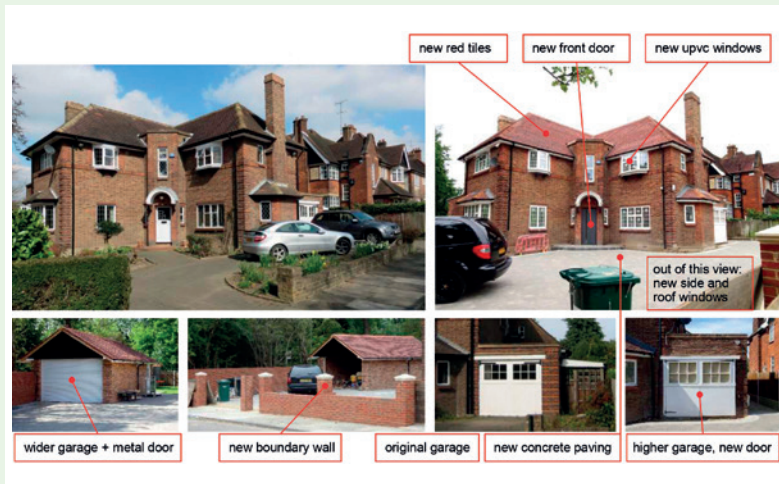 new red tiles
new front door
new upvc windows
out of this view:
new side and
roof windows
wider garage + metal door
new boundary wall
original garage
new concrete paving
higher garage, new door